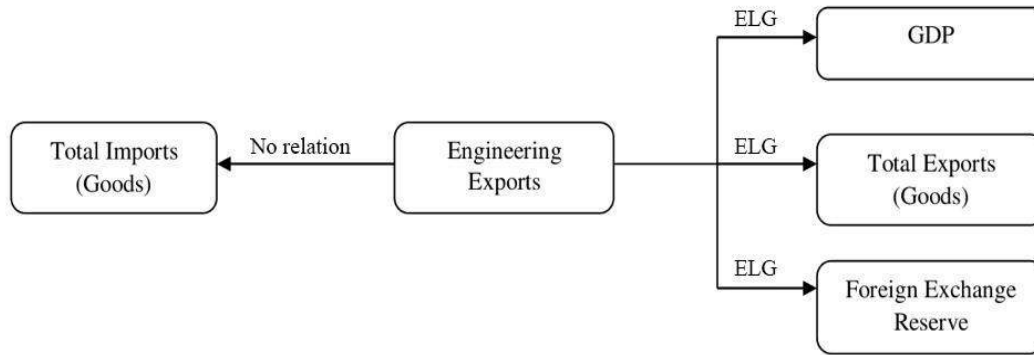 ELG
GDP
Total Imports
(Goods)
No relation
Engineering
Exports
ELG
Total Exports
(Goods)
ELG
Foreign Exchange
Reserve